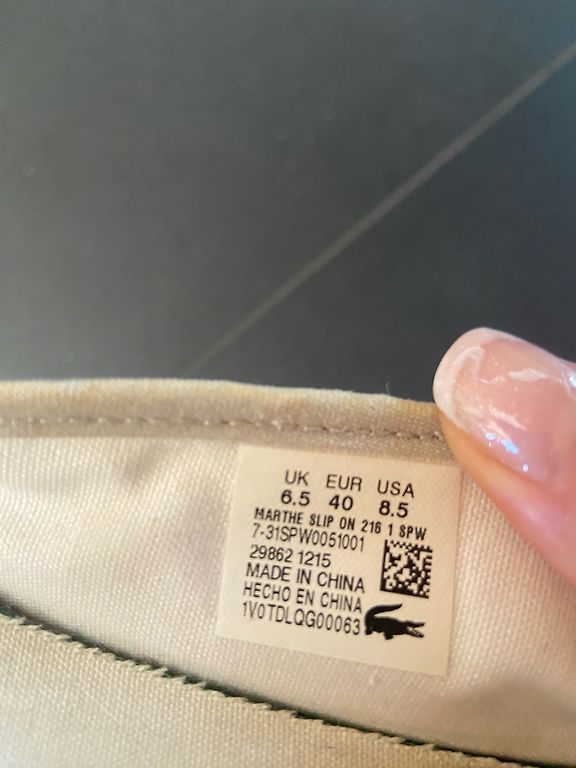 UK EUR USA
6.5 40 8.5
MARTHE SLIP ON 216 1 SPW
7-31SPW0051001
29862 1215
MADE IN CHINA
HECHO EN CHINA
1V0TDLQG00063